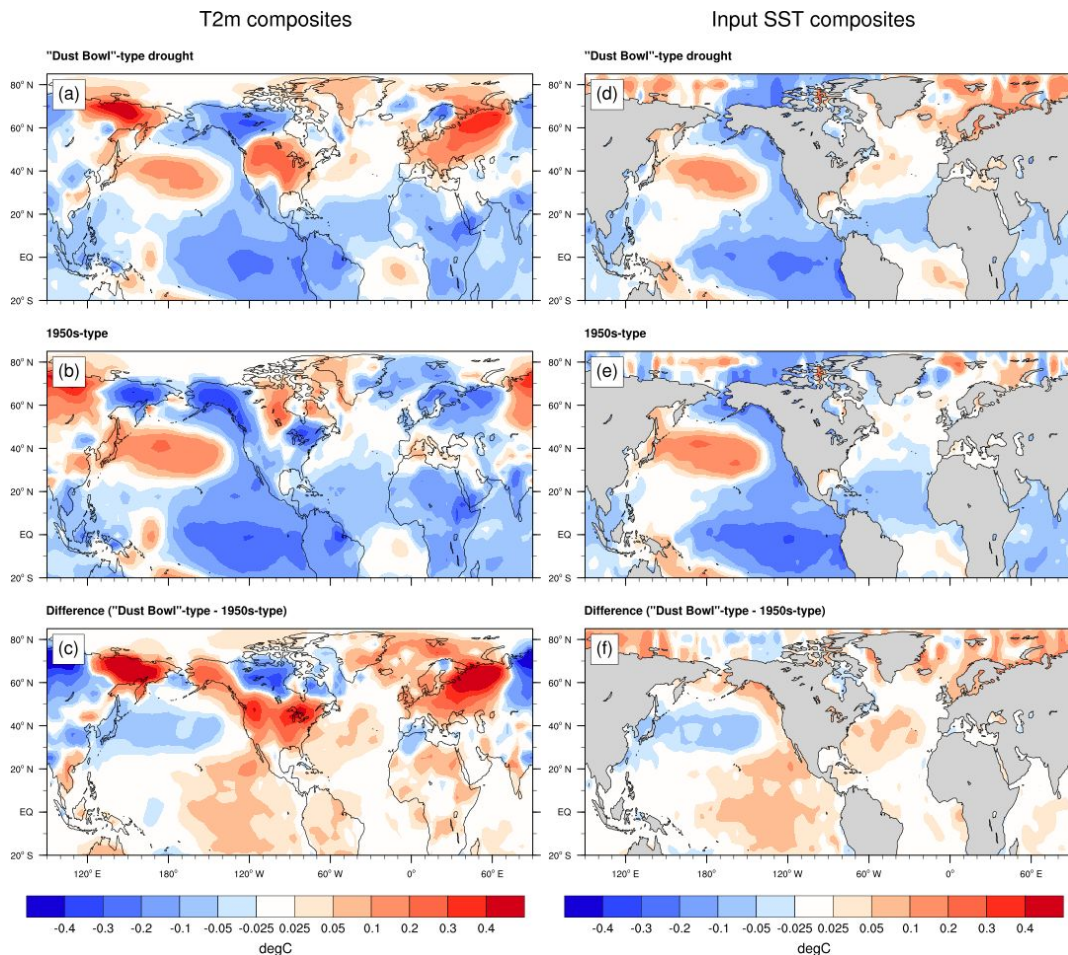 T2m composites
Input SST composites
"Dust Bowl"-type drought
"Dust Bowl"-type drought
(a)
(d)
80° N
60° N
40° N
20° N
EQ
20° S
80° N
60° N
40° N
20° N
EQ
20° S
1950s-type
1950s-type
(b)
(e)
80° N
60° N
40° N
20° N
EQ
20° S
80° N
60° N
40° N
20° N
EQ
20° S
Difference ("Dust Bowl"-type - 1950s-type)
Difference ("Dust Bowl"-type - 1950s-type)
(c)
(f)
80° N
60° N
40° N
20° N
EQ
20° S
80° N
60° N
40° N
20° N
EQ
20° S
120° E 180° 120° W 60° W 0° 60° E
120° E 180° 120° W 60° W 0° 60° E
-0.4 -0.3 -0.2 -0.1 -0.05 -0.025 0.025 0.05 0.1 0.2 0.3 0.4
-0.4 -0.3 -0.2 -0.1 -0.05 -0.025 0.025 0.05 0.1 0.2 0.3 0.4
degC
degC